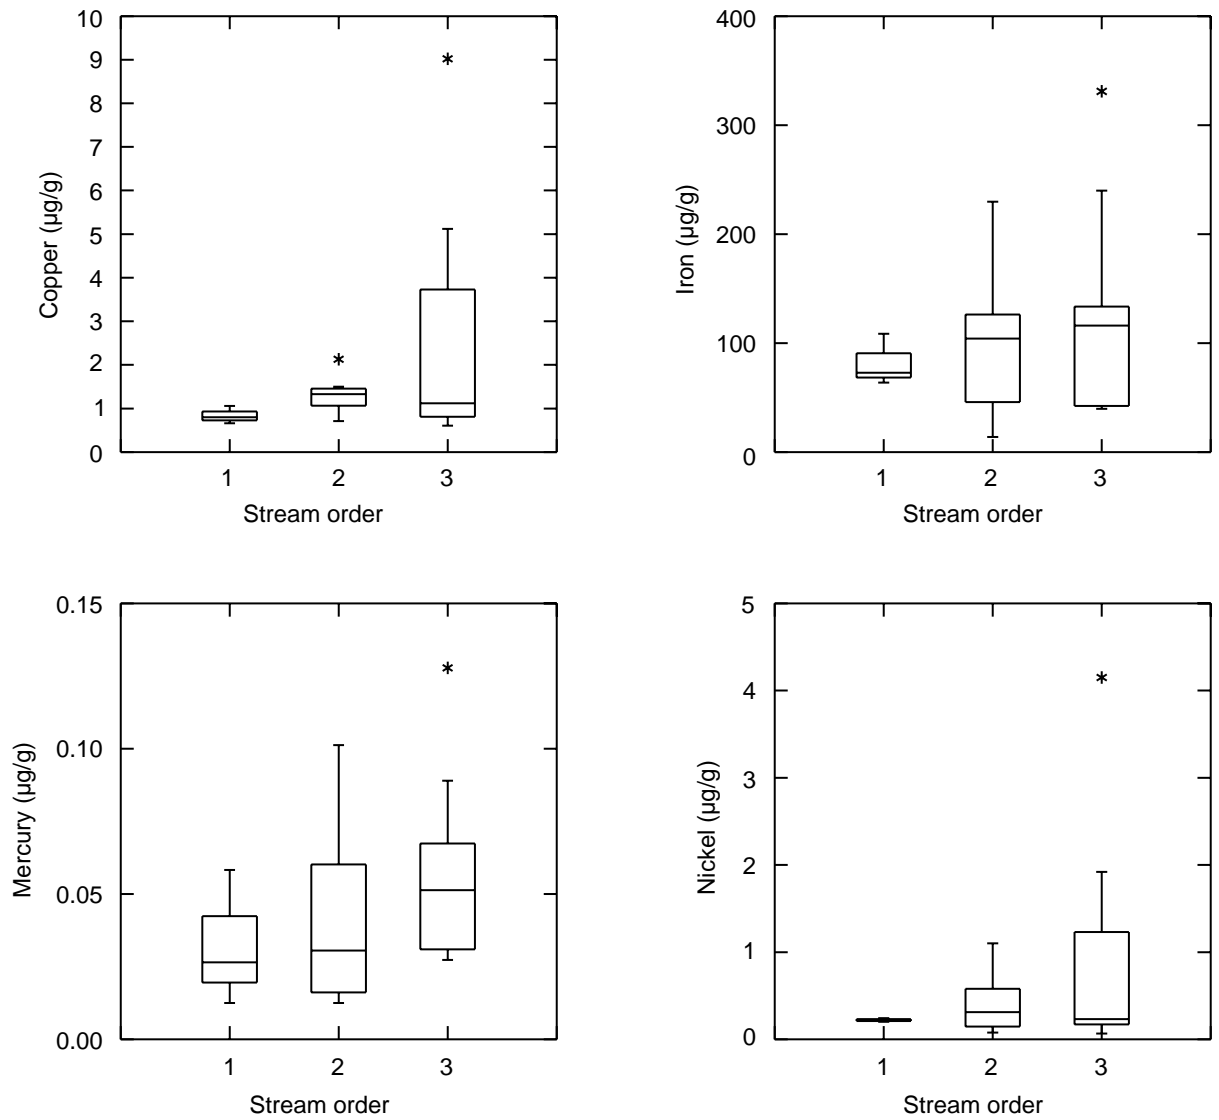 10
9
8
7
6
5
4
3
2
1
0
Copper (µg/g)
1 2 3
Stream order
400
300
200
100
0
Iron (µg/g)
1 2 3
Stream order
0.15
0.10
0.05
0.00
Mercury (µg/g)
1 2 3
Stream order
5
4
3
2
1
0
Nickel (µg/g)
1 2 3
Stream order